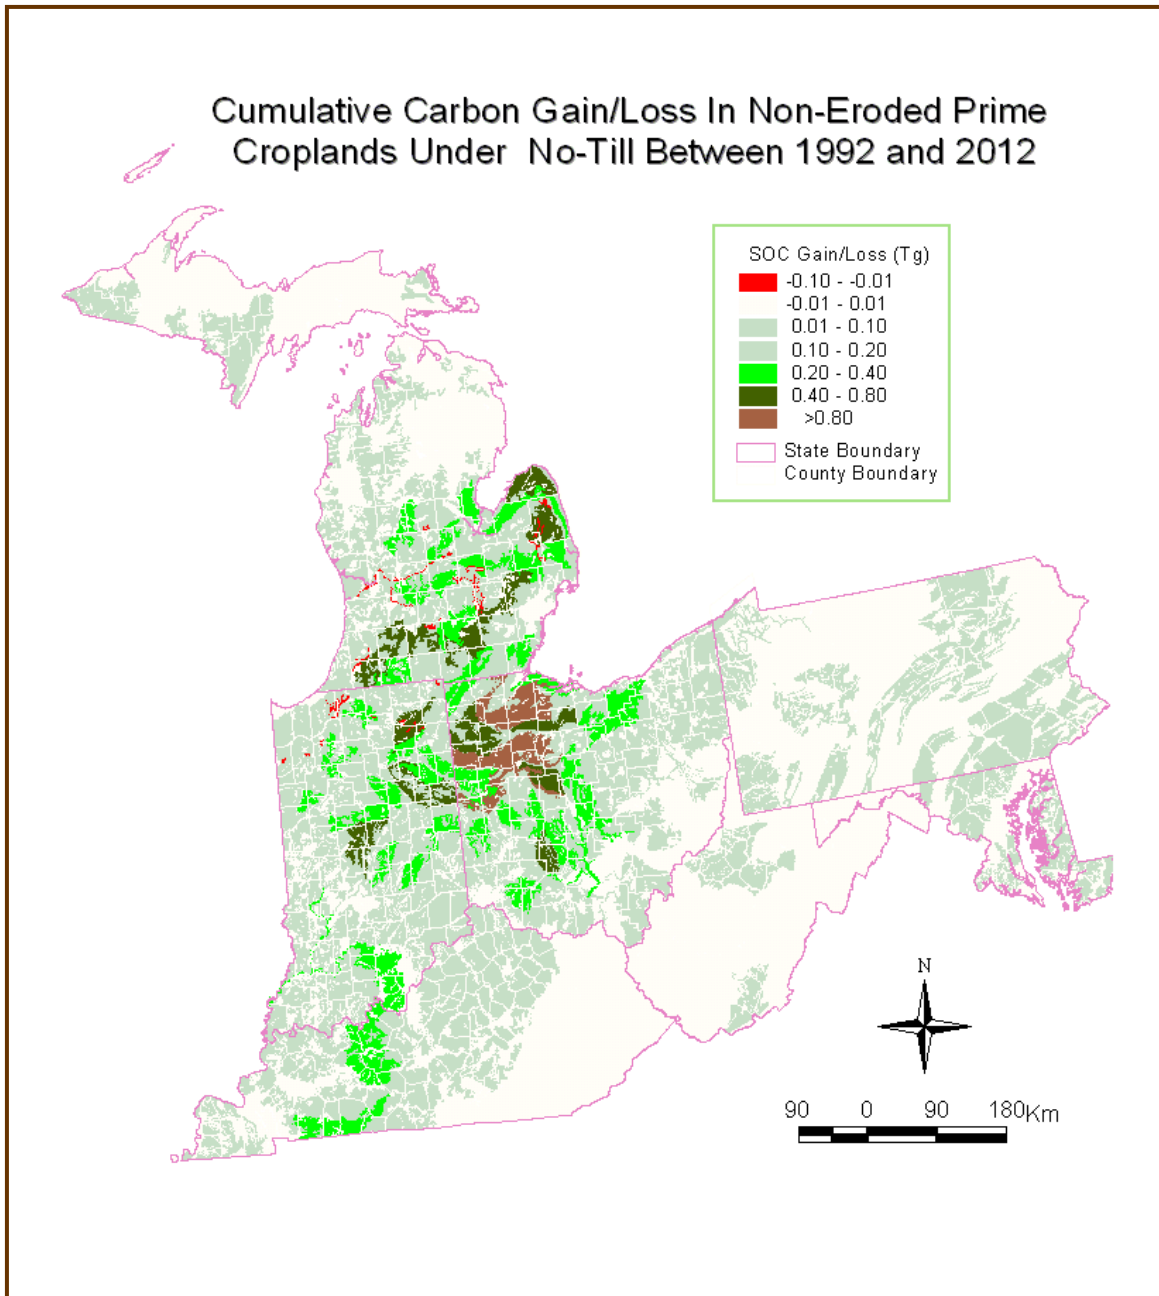 Cumulative Carbon Gain/Loss In Non-Eroded Prime
Croplands Under No-Till Between 1992 and 2012
SOC Gain/Loss (Tg)
-0.10 - -0.01
-0.01 - 0.01
0.01 - 0.10
0.10 - 0.20
0.20 - 0.40
0.40 - 0.80
>0.80
State Boundary
County Boundary
N
90 0 90 180Km